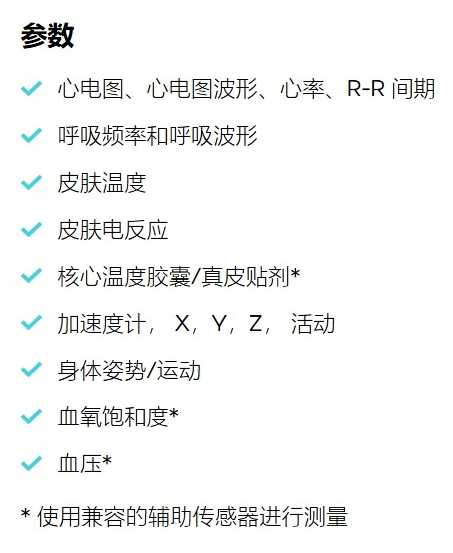 参数
心电图、心电图波形、心率、R-R 间期
呼吸频率和呼吸波形
皮肤温度
皮肤电反应
核心温度胶囊/真皮贴剂*
加速度计， X，Y，Z， 活动
身体姿势/运动
血氧饱和度*
血压*
* 使用兼容的辅助传感器进行测量